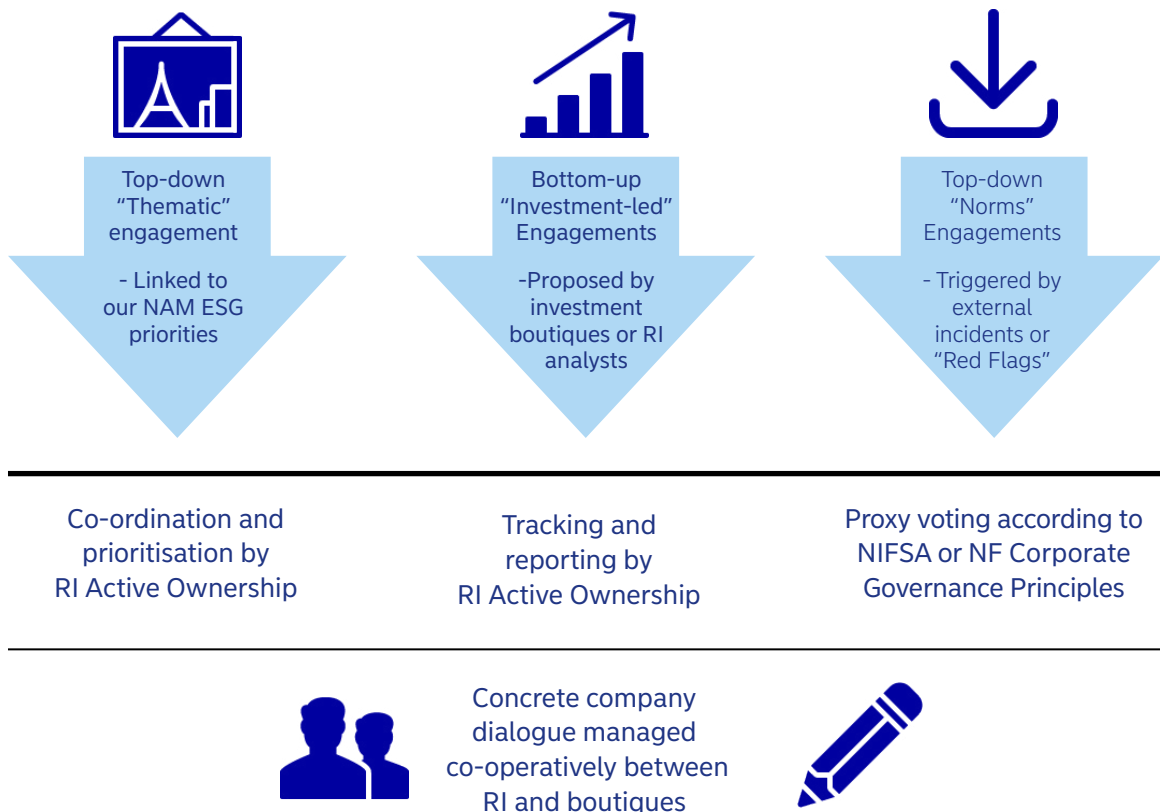 Top-down
“Thematic”
engagement
- Linked to
our NAM ESG
priorities
Bottom-up
“Investment-led”
Engagements
-Proposed by
investment
boutiques or RI
analysts
Top-down
“Norms”
Engagements
- Triggered by
external
incidents or
“Red Flags”
Co-ordination and
prioritisation by
RI Active Ownership
Tracking and
reporting by
RI Active Ownership
Proxy voting according to
NIFSA or NF Corporate
Governance Principles
Concrete company
dialogue managed
co-operatively between
RI and boutiques